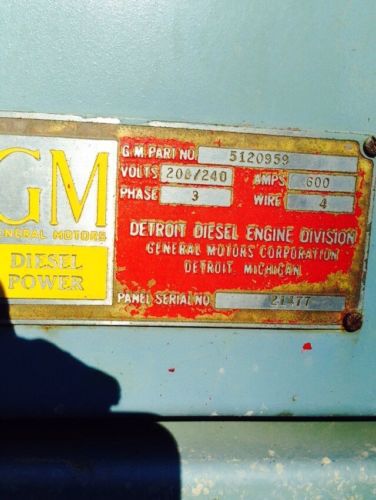 GM
GENERAL MOTORS
DIESEL
POWER
G.M. PART NO. 5120959
VOLTS 208/240 AMPS 600
PHASE 3 WIRE 4
DETROIT DIESEL ENGINE DIVISION
GENERAL MOTORS CORPORATION
DETROIT, MICHIGAN
PANEL SERIAL NO. 21477